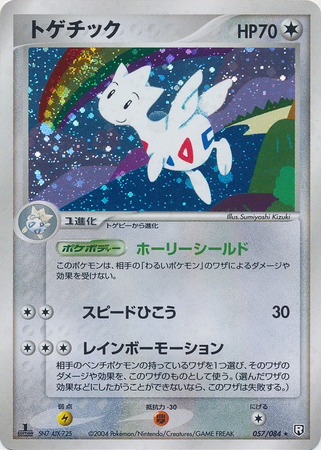 トゲチック HP70
Illus. Sumiyoshi Kizuki
1進化
トゲピーから進化
ポケボディー ホーリーシールド
このポケモンは、相手の「わるいポケモン」のワザによるダメージや
効果を受けない。
スピードひこう 30
レインボーモーション
相手のベンチポケモンの持っているワザを1つ選び、そのワザの
ダメージや効果を、このワザのものとして使う。（選んだワザの
効果などにしたがうことができないなら、このワザは失敗する。）
弱点 抵抗力 -30 にげる
1 EDITION
©2004 Pokémon/Nintendo/Creatures/GAME FREAK
057/084 ★ R